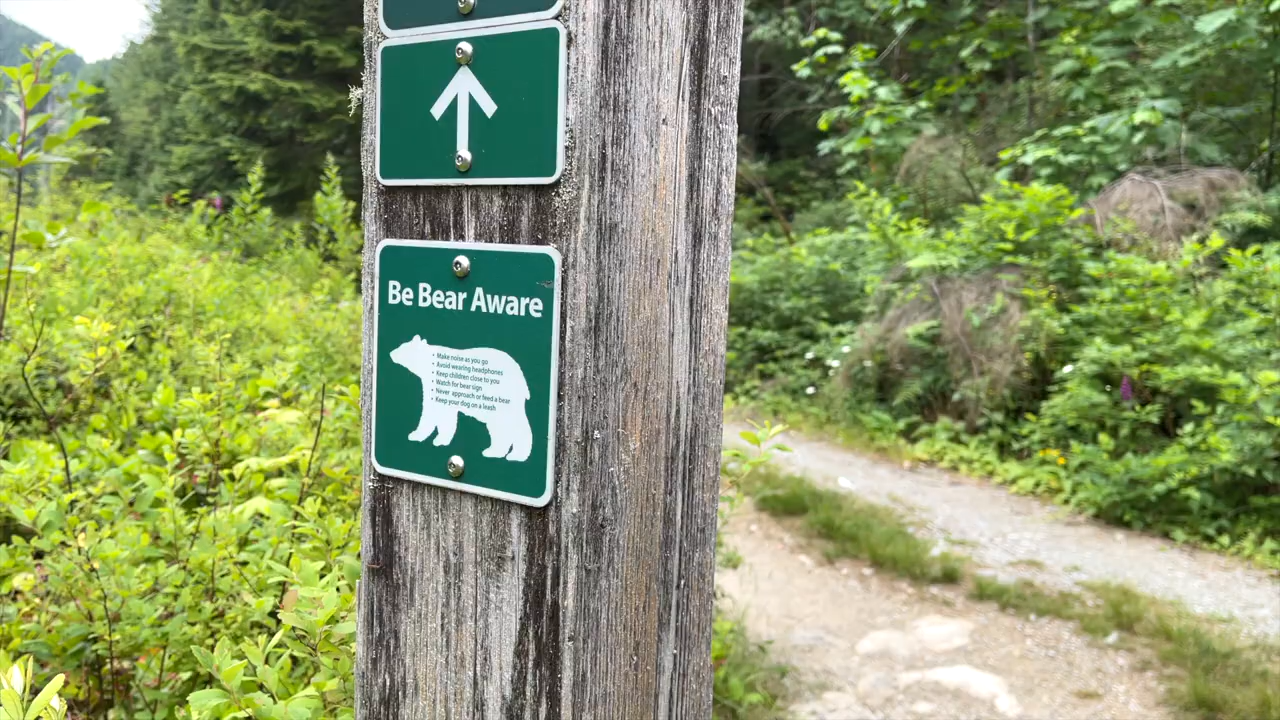 Be Bear Aware
• Make noise as you go
• Avoid wearing headphones
• Keep children close to you
• Watch for bear sign
• Never approach or feed a bear
• Keep your dog on a leash